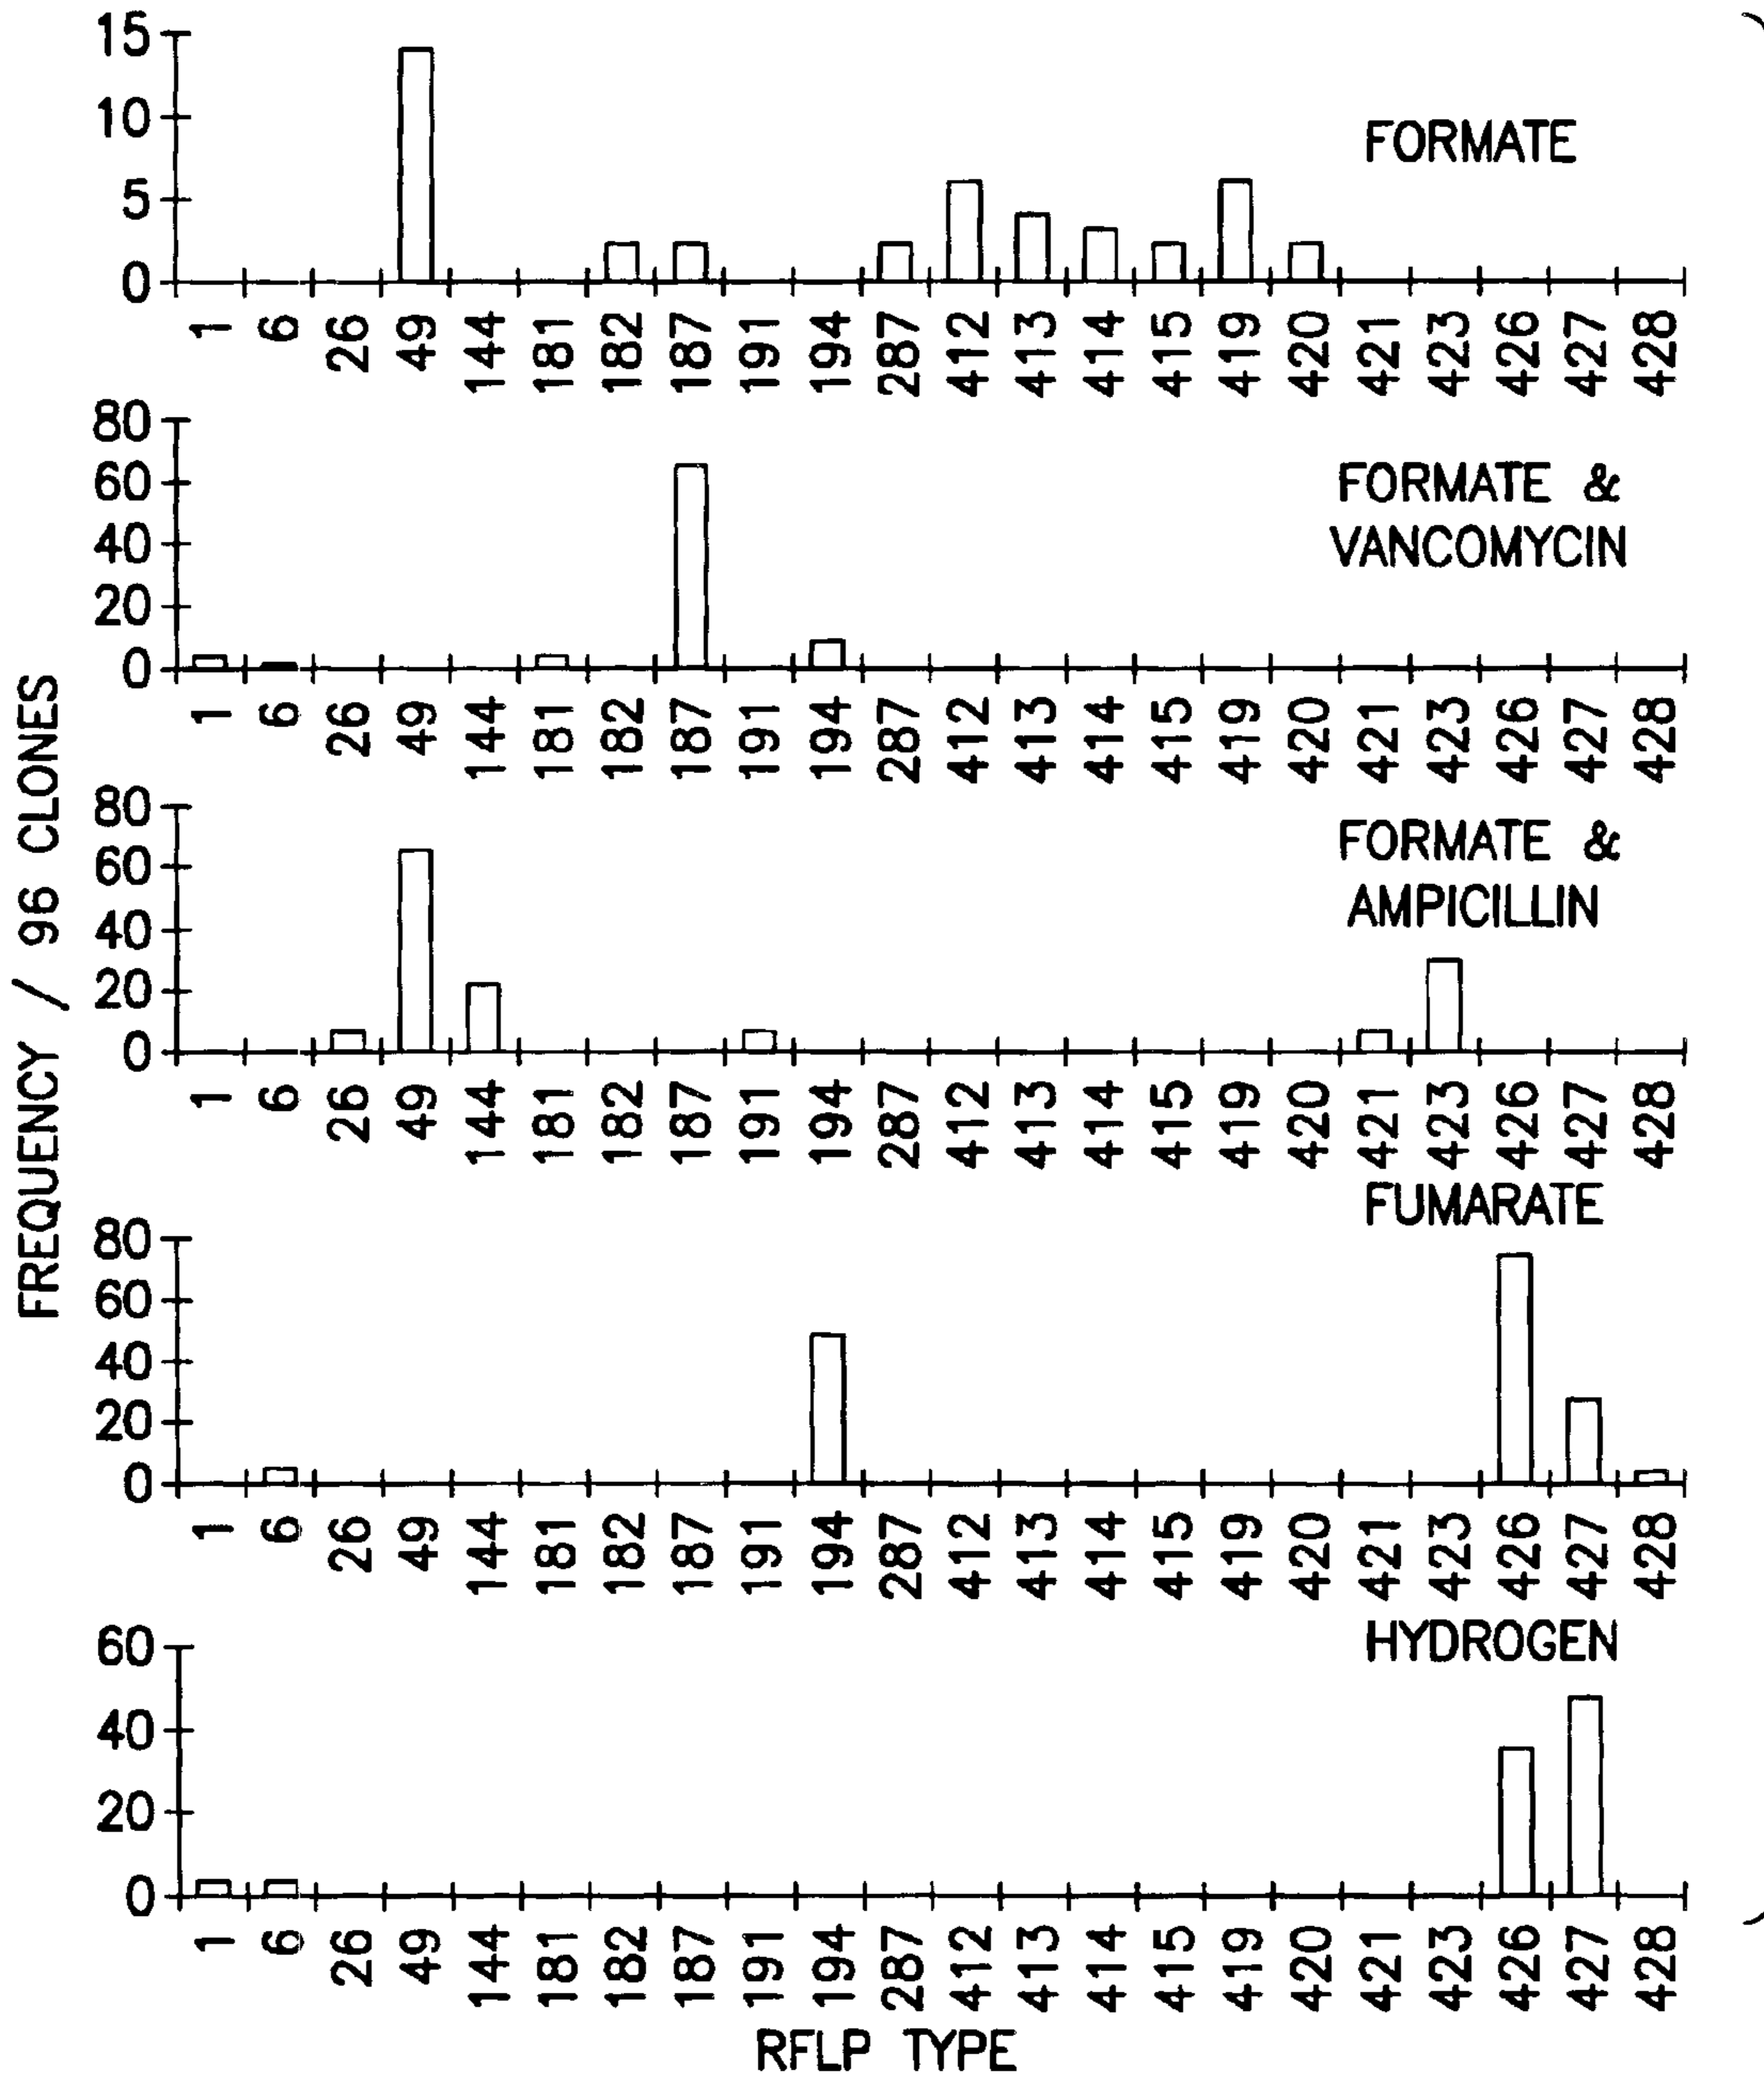 FREQUENCY / 96 CLONES
15
10
5
0
FORMATE
1 6 26 49 144 181 182 187 191 194 287 412 413 414 415 419 420 421 423 426 427 428
80
60
40
20
0
FORMATE &
VANCOMYCIN
1 6 26 49 144 181 182 187 191 194 287 412 413 414 415 419 420 421 423 426 427 428
80
60
40
20
0
FORMATE &
AMPICILLIN
1 6 26 49 144 181 182 187 191 194 287 412 413 414 415 419 420 421 423 426 427 428
FUMARATE
80
60
40
20
0
1 6 26 49 144 181 182 187 191 194 287 412 413 414 415 419 420 421 423 426 427 428
HYDROGEN
60
40
20
0
1 6 26 49 144 181 182 187 191 194 287 412 413 414 415 419 420 421 423 426 427 428
RFLP TYPE